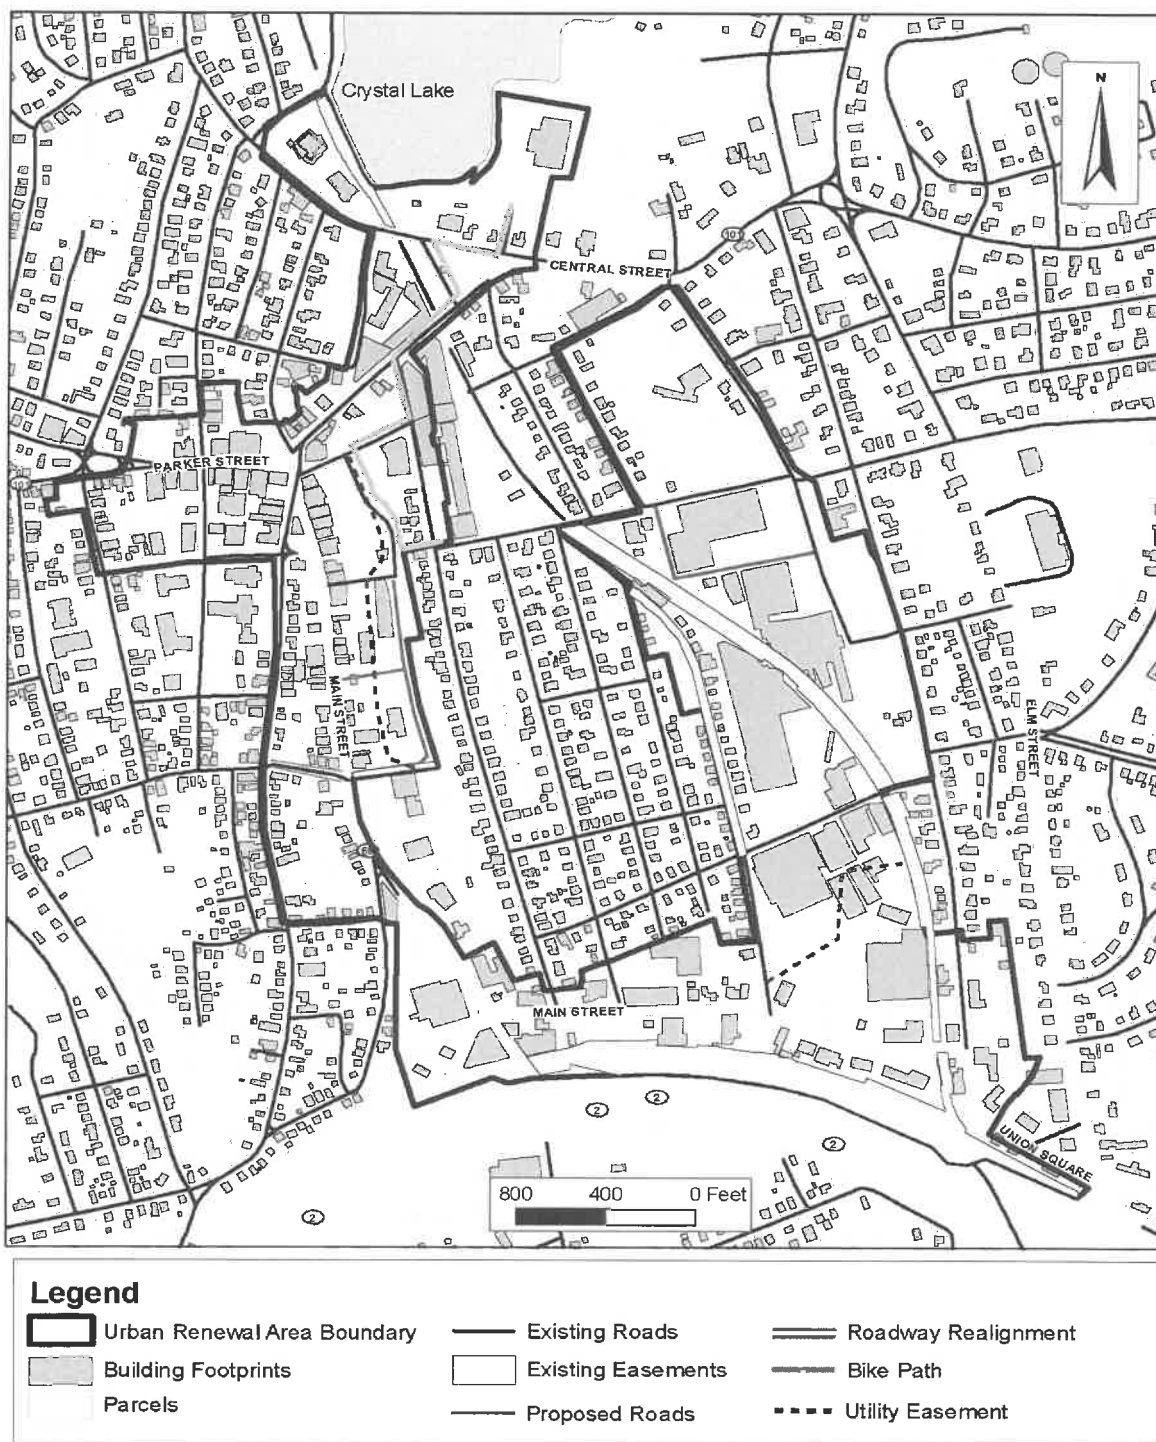 Crystal Lake
N
101
CENTRAL STREET
PARKER STREET
MAIN STREET
ELM STREET
MAIN STREET
UNION SQUARE
2
2
2
2
800 400 0 Feet
Legend
Urban Renewal Area Boundary
Building Footprints
Parcels
Existing Roads
Existing Easements
Proposed Roads
Roadway Realignment
Bike Path
Utility Easement